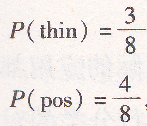 P(thin) = 3/8
P(pos) = 4/8,